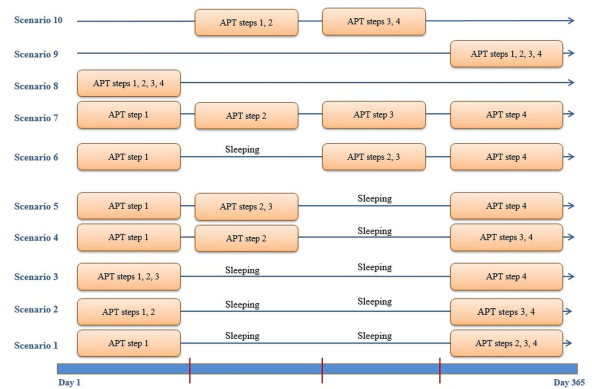 Scenario 10 APT steps 1, 2 APT steps 3, 4
Scenario 9 APT steps 1, 2, 3, 4
Scenario 8 APT steps 1, 2, 3, 4
Scenario 7 APT step 1 APT step 2 APT step 3 APT step 4
Scenario 6 APT step 1 Sleeping APT steps 2, 3 APT step 4
Scenario 5 APT step 1 APT steps 2, 3 Sleeping APT step 4
Scenario 4 APT step 1 APT step 2 Sleeping APT steps 3, 4
Scenario 3 APT steps 1, 2, 3 Sleeping Sleeping APT step 4
Scenario 2 APT steps 1, 2 Sleeping Sleeping APT steps 3, 4
Scenario 1 APT step 1 Sleeping Sleeping APT steps 2, 3, 4
Day 1 Day 365